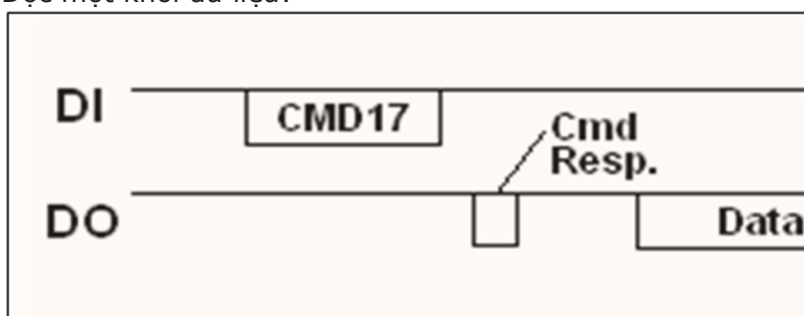 DI
CMD17
Cmd
Resp.
DO
Data